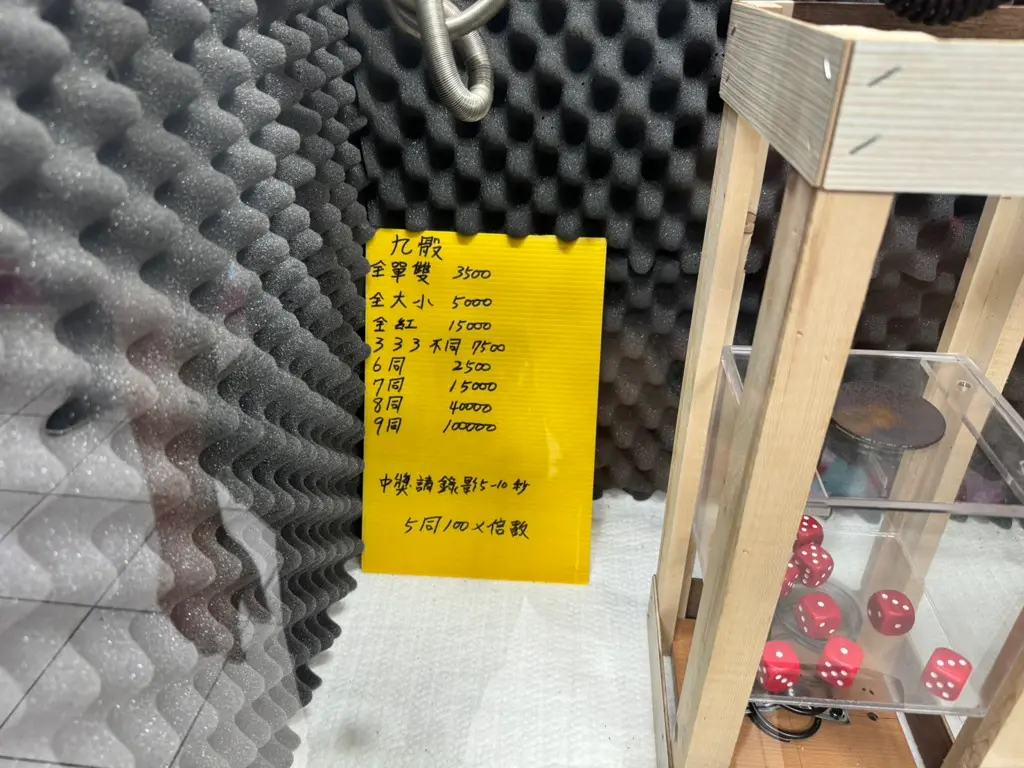 九骰
全單雙 3500
全大小 5000
全紅 15000
333不同 7500
6同 2500
7同 15000
8同 40000
9同 100000
中獎請錄影5-10秒
5同100×倍數